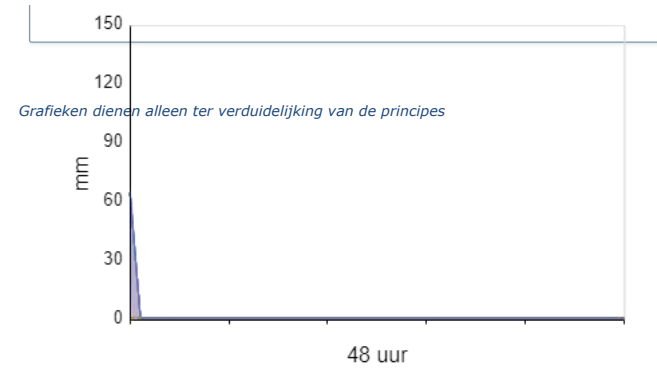 150
120
Grafieken dienen alleen ter verduidelijking van de principes
90
mm
60
30
0
48 uur